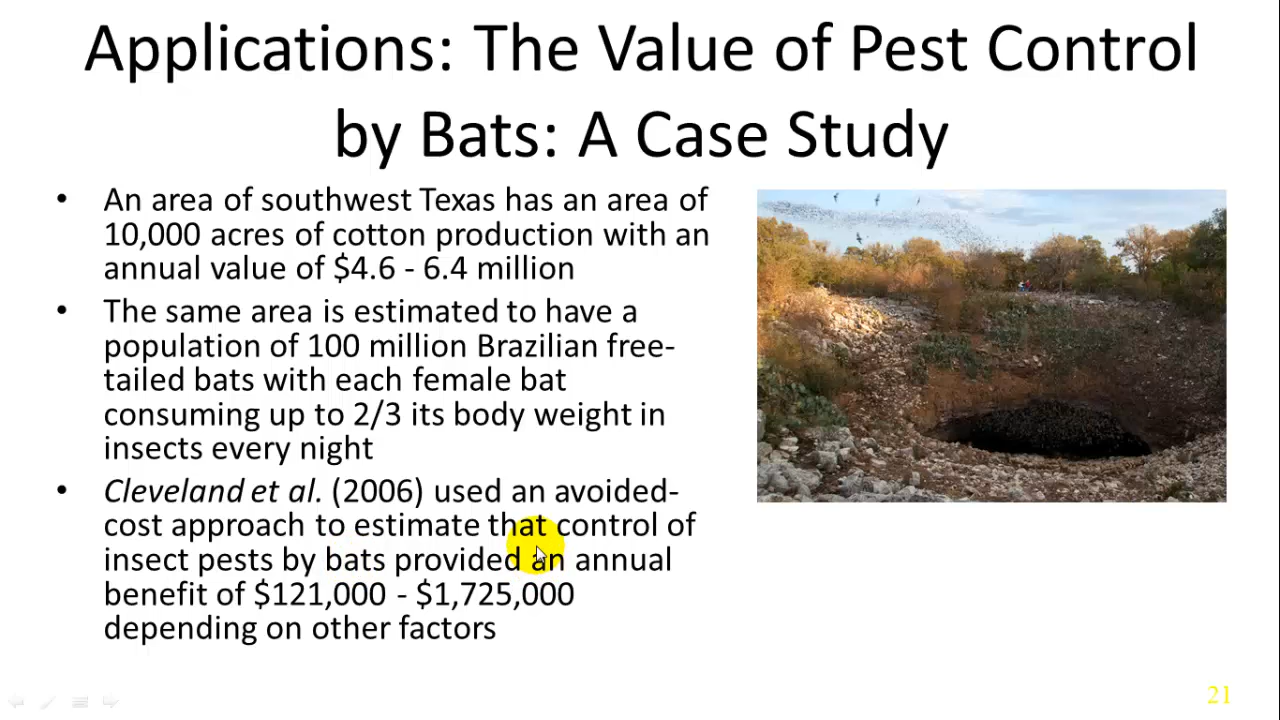 Applications: The Value of Pest Control
by Bats: A Case Study
• An area of southwest Texas has an area of
10,000 acres of cotton production with an
annual value of $4.6 - 6.4 million
• The same area is estimated to have a
population of 100 million Brazilian free-
tailed bats with each female bat
consuming up to 2/3 its body weight in
insects every night
• Cleveland et al. (2006) used an avoided-
cost approach to estimate that control of
insect pests by bats provided an annual
benefit of $121,000 - $1,725,000
depending on other factors
21